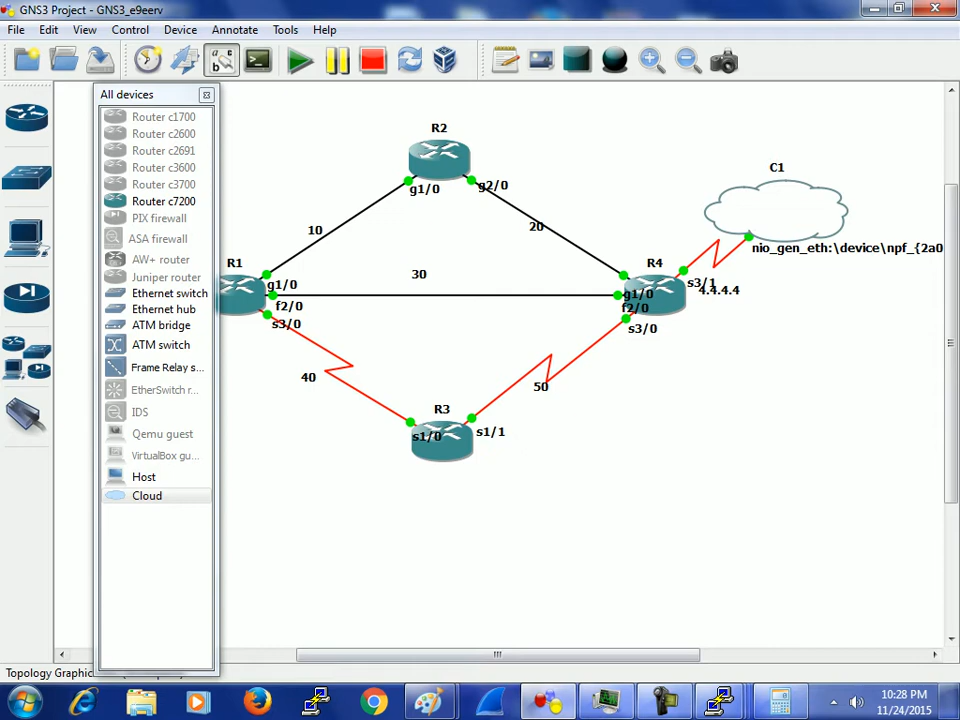 GNS3 Project - GNS3_e9eerv
File Edit View Control Device Annotate Tools Help
a c
b
All devices
Router c1700
Router c2600
Router c2691
Router c3600
Router c3700
Router c7200
PIX firewall
ASA firewall
AW+ router
Juniper router
Ethernet switch
Ethernet hub
ATM bridge
ATM switch
Frame Relay s...
EtherSwitch r...
IDS
Qemu guest
VirtualBox gu...
Host
Cloud
R2
g1/0
g2/0
C1
nio_gen_eth:\device\npf_{2a0
10
20
R1
g1/0
f2/0
s3/0
30
R4
s3/1
4.4.4.4
g1/0
f2/0
s3/0
40
50
R3
s1/0
s1/1
Topology Graphic
10:28 PM
11/24/2015